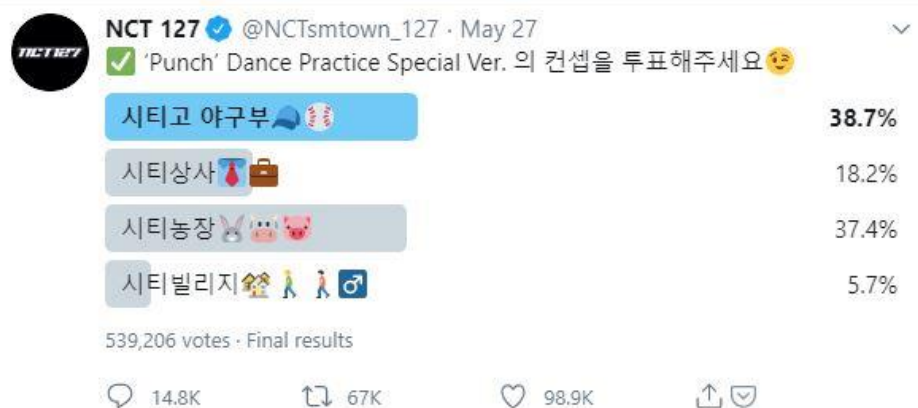 NCT 127 @NCTsmtown_127 · May 27
NCT127
✅ ‘Punch’ Dance Practice Special Ver. 의 컨셉을 투표해주세요😉
시티고 야구부🧢⚾ 38.7%
시티상사👔💼 18.2%
시티농장🐰🐮🐷 37.4%
시티빌리지🏘🚶🚶♂ 5.7%
539,206 votes · Final results
14.8K 67K 98.9K